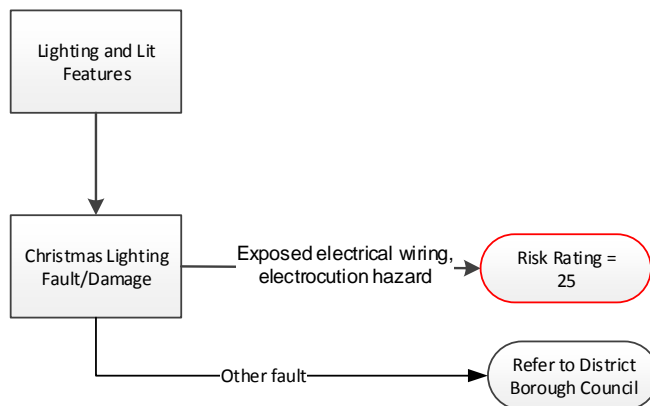 Lighting and Lit
Features
Christmas Lighting
Fault/Damage
Exposed electrical wiring,
electrocution hazard
Risk Rating =
25
Other fault
Refer to District
Borough Council